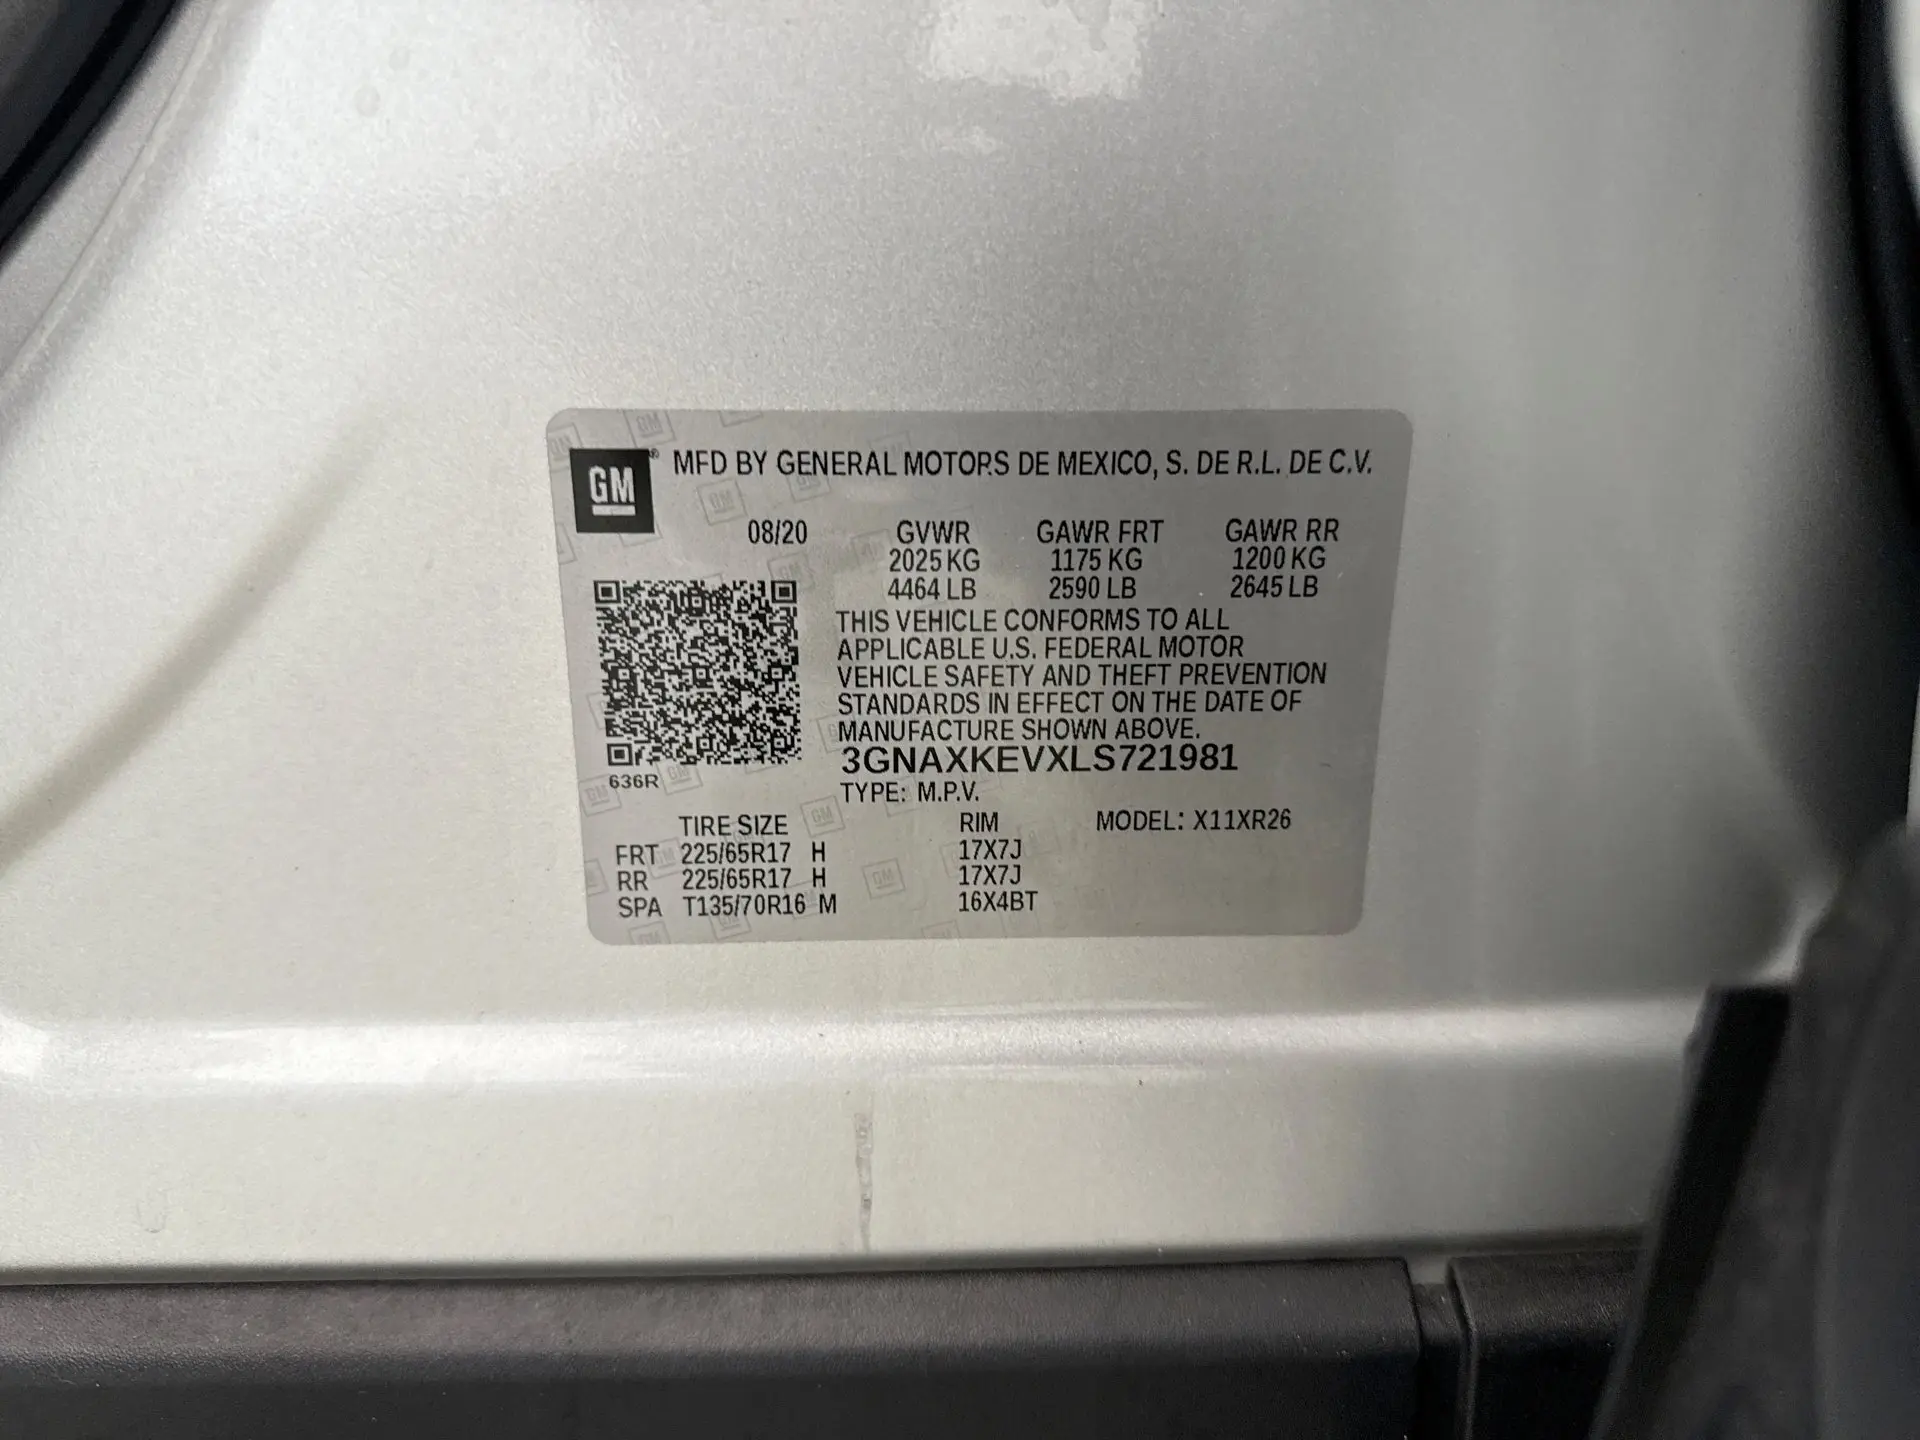 GM ® MFD BY GENERAL MOTORS DE MEXICO, S. DE R.L. DE C.V.
08/20 GVWR GAWR FRT GAWR RR
2025 KG 1175 KG 1200 KG
4464 LB 2590 LB 2645 LB
THIS VEHICLE CONFORMS TO ALL
APPLICABLE U.S. FEDERAL MOTOR
VEHICLE SAFETY AND THEFT PREVENTION
STANDARDS IN EFFECT ON THE DATE OF
MANUFACTURE SHOWN ABOVE.
3GNAXKEVXLS721981
636R
TYPE: M.P.V.
TIRE SIZE RIM MODEL: X11XR26
FRT 225/65R17 H 17X7J
RR 225/65R17 H 17X7J
SPA T135/70R16 M 16X4BT